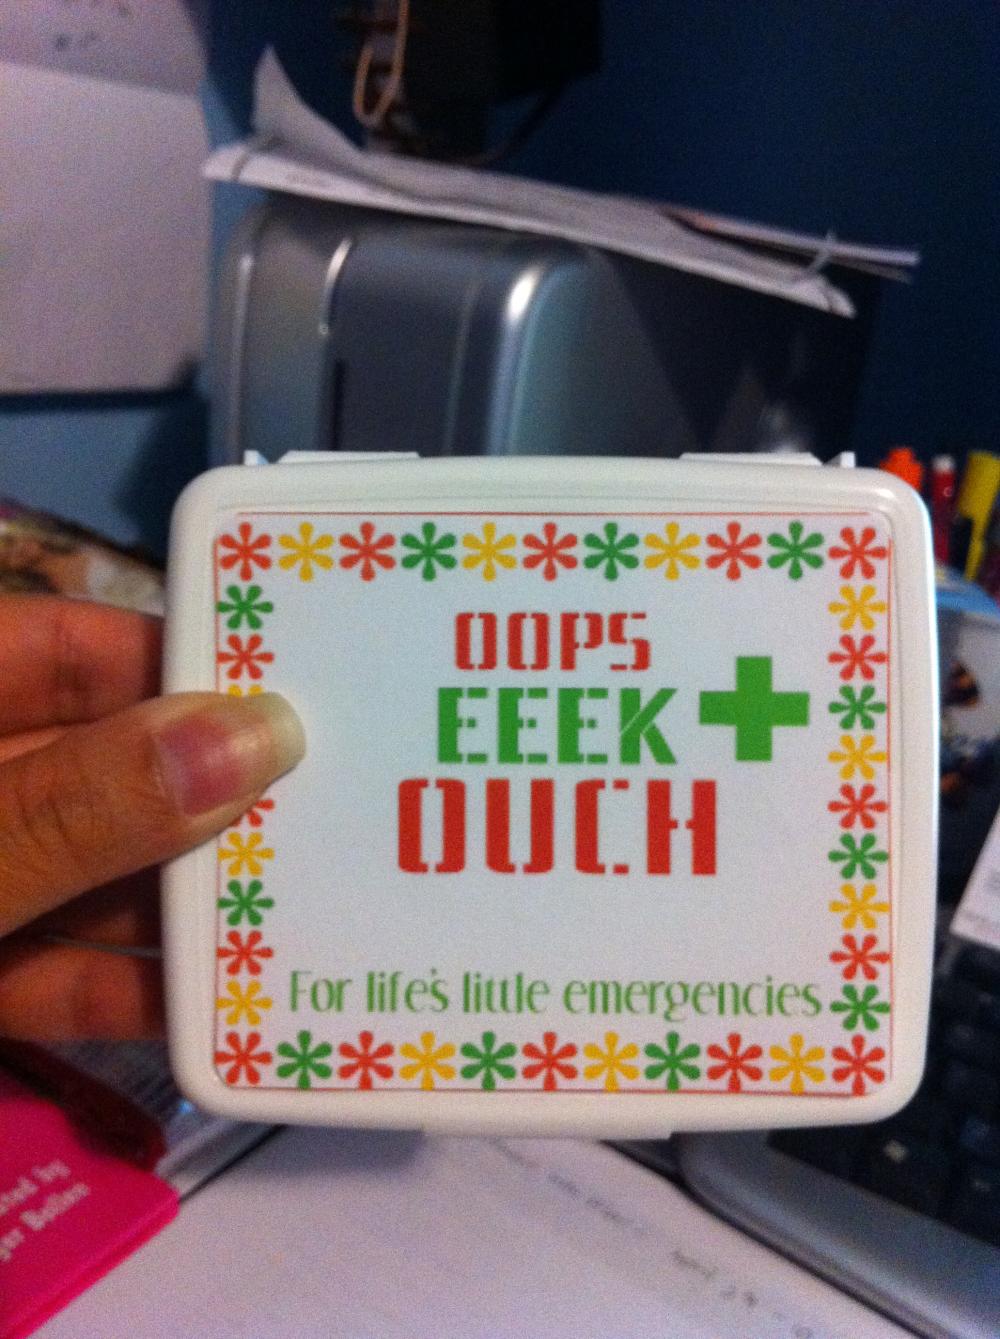 OOPS
EEEK
OUCH
For life's little emergencies